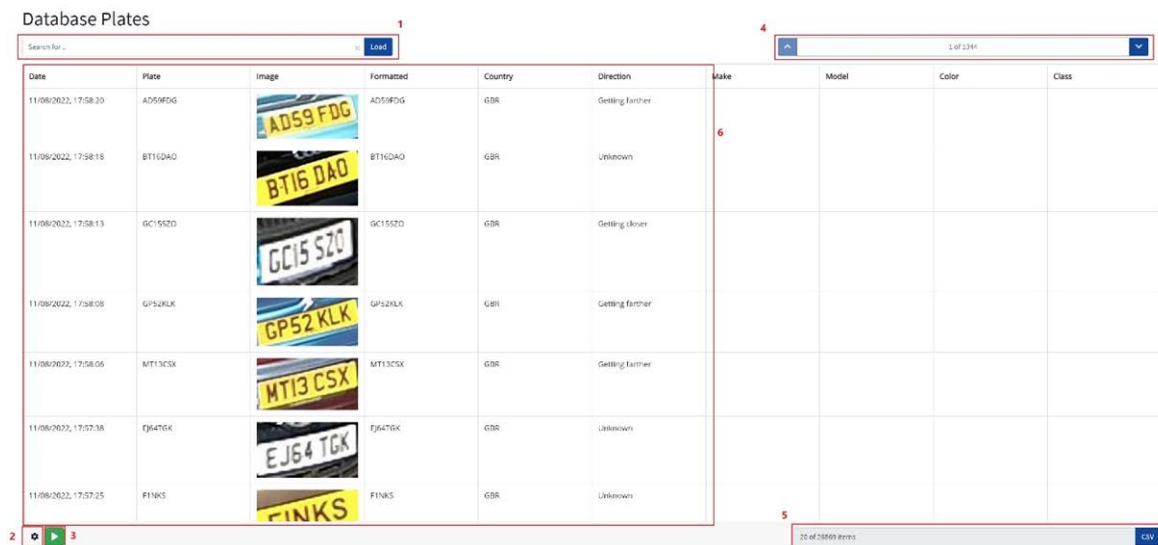 Database Plates
1
4
Search for ..
Load
1 of 1344
Date Plate Image Formatted Country Direction Make Model Color Class
11/08/2022, 17:58:20 AD59FDG AD59 FDG AD59FDG GBR Getting farther
6
11/08/2022, 17:58:18 BT16DAO BT16 DAO BT16DAO GBR Unknown
11/08/2022, 17:58:13 GC15SZO GC15 SZO GC15SZO GBR Getting closer
11/08/2022, 17:58:08 GP52KLK GP52 KLK GP52KLK GBR Getting farther
11/08/2022, 17:58:06 MT13CSX MT13 CSX MT13CSX GBR Getting farther
11/08/2022, 17:57:38 EJ64TGK EJ64 TGK EJ64TGK GBR Unknown
11/08/2022, 17:57:25 F1NKS F1NKS F1NKS GBR Unknown
5
2 3
20 of 26869 items CSV